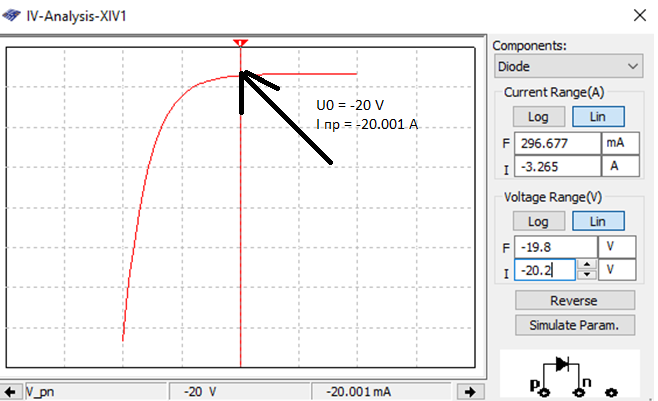 IV-Analysis-XIV1
Components:
Diode
Current Range(A)
Log Lin
F 296.677 mA
I -3.265 A
Voltage Range(V)
Log Lin
F -19.8 V
I -20.2 V
Reverse
Simulate Param.
p n
U0 = -20 V
I пр = -20.001 A
V_pn -20 V -20.001 mA